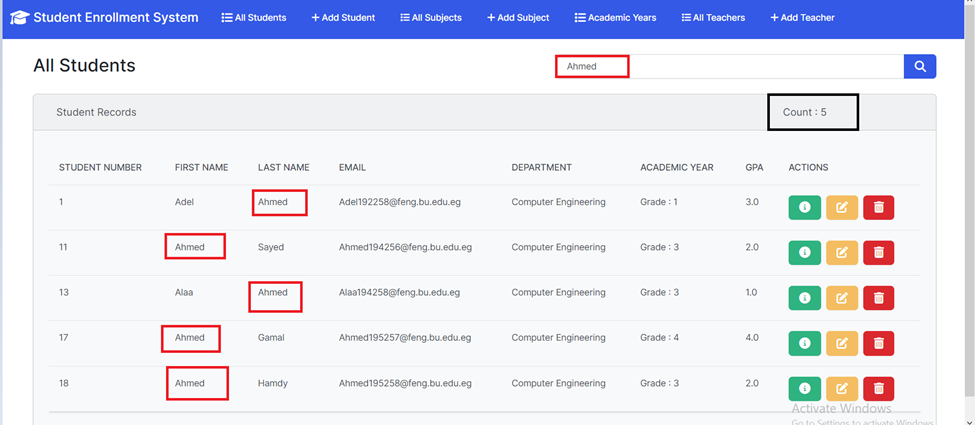 Student Enrollment System All Students + Add Student All Subjects + Add Subject Academic Years All Teachers + Add Teacher
All Students
Ahmed
Student Records Count : 5
STUDENT NUMBER FIRST NAME LAST NAME EMAIL DEPARTMENT ACADEMIC YEAR GPA ACTIONS
1 Adel Ahmed Adel192258@feng.bu.edu.eg Computer Engineering Grade : 1 3.0
11 Ahmed Sayed Ahmed194256@feng.bu.edu.eg Computer Engineering Grade : 3 2.0
13 Alaa Ahmed Alaa194258@feng.bu.edu.eg Computer Engineering Grade : 3 1.0
17 Ahmed Gamal Ahmed195257@feng.bu.edu.eg Computer Engineering Grade : 4 4.0
18 Ahmed Hamdy Ahmed195258@feng.bu.edu.eg Computer Engineering Grade : 3 2.0
Activate Windows
Go to Settings to activate Windows